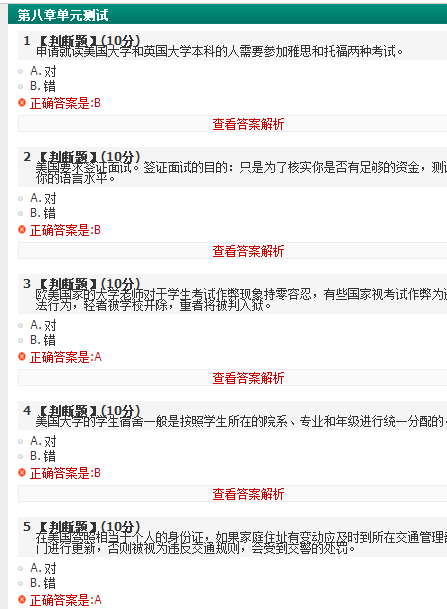 第八章单元测试
1 【判断题】(10分)
申请就读美国大学和英国大学本科的人需要参加雅思和托福两种考试。
A. 对
B. 错
正确答案是:B
查看答案解析
2 【判断题】(10分)
美国要求签证面试。签证面试的目的：只是为了核实你是否有足够的资金，测试
你的语言水平。
A. 对
B. 错
正确答案是:B
查看答案解析
3 【判断题】(10分)
欧美国家的大学老师对于学生考试作弊现象持零容忍，有些国家视考试作弊为违
法行为，轻者被学校开除，重者将被判入狱。
A. 对
B. 错
正确答案是:A
查看答案解析
4 【判断题】(10分)
美国大学的学生宿舍一般是按照学生所在的院系、专业和年级进行统一分配的。
A. 对
B. 错
正确答案是:B
查看答案解析
5 【判断题】(10分)
在美国驾照相当于个人的身份证，如果家庭住址有变动应及时到所在交通管理部
门进行更新，否则被视为违反交通规则，会受到交警的处罚。
A. 对
B. 错
正确答案是:A